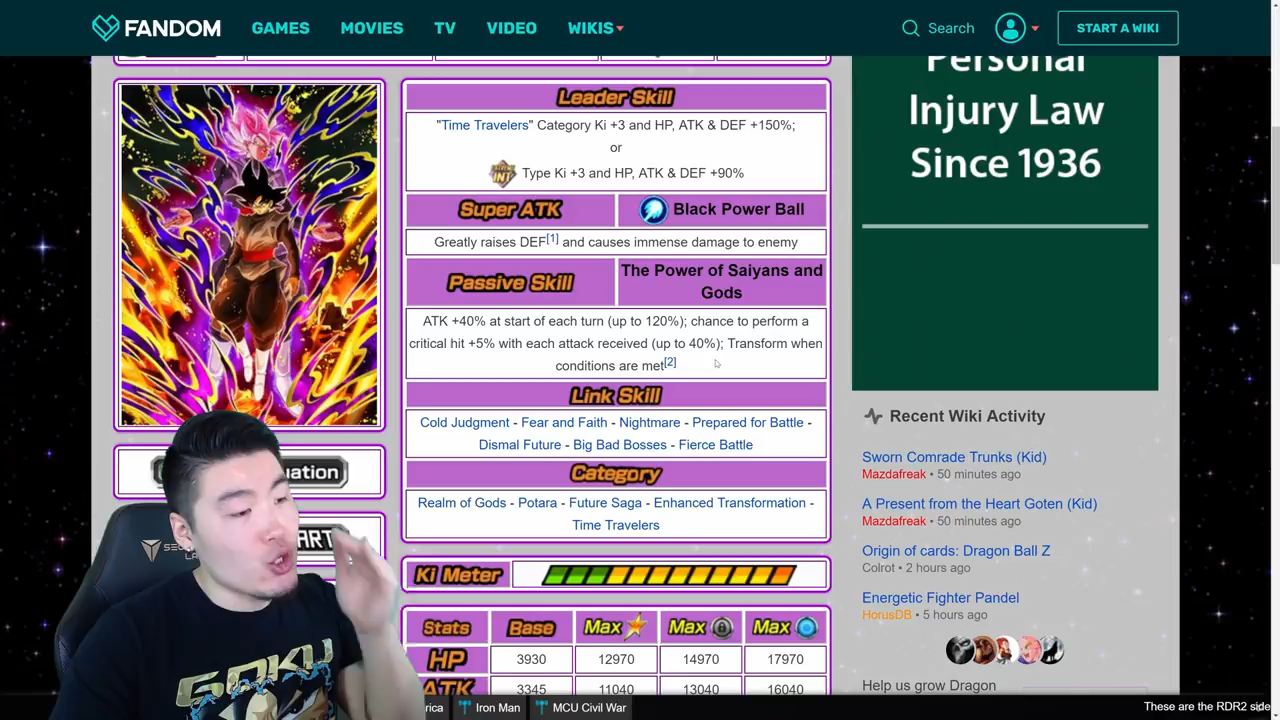 FANDOM GAMES MOVIES TV VIDEO WIKIS Search START A WIKI
Leader Skill
"Time Travelers" Category Ki +3 and HP, ATK & DEF +150%;
or
Type Ki +3 and HP, ATK & DEF +90%
Super ATK Black Power Ball
Greatly raises DEF[1] and causes immense damage to enemy
Passive Skill The Power of Saiyans and
Gods
ATK +40% at start of each turn (up to 120%); chance to perform a
critical hit +5% with each attack received (up to 40%); Transform when
conditions are met[2]
Link Skill
Cold Judgment - Fear and Faith - Nightmare - Prepared for Battle -
Dismal Future - Big Bad Bosses - Fierce Battle
Category
Realm of Gods - Potara - Future Saga - Enhanced Transformation -
Time Travelers
Ki Meter
Stats Base Max Max Max
HP 3930 12970 14970 17970
ATK 3345 11040 13040 16040
Personal
Injury Law
Since 1936
Recent Wiki Activity
Sworn Comrade Trunks (Kid)
Mazdafreak • 50 minutes ago
A Present from the Heart Goten (Kid)
Mazdafreak • 50 minutes ago
Origin of cards: Dragon Ball Z
Colrot • 2 hours ago
Energetic Fighter Pandel
HorusDB • 5 hours ago
Help us grow Dragon
GOKU
Iron Man MCU Civil War These are the RDR2 side